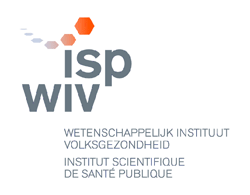 isp
WIV
WETENSCHAPPELIJK INSTITUUT
VOLKSGEZONDHEID
INSTITUT SCIENTIFIQUE
DE SANTÉ PUBLIQUE